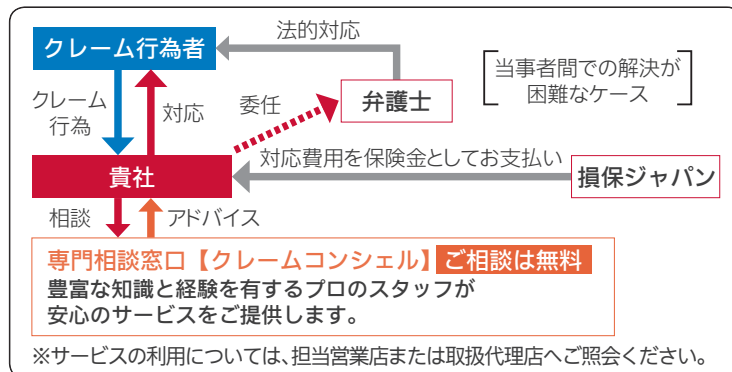 法的対応
クレーム行為者
当事者間での解決が
困難なケース
クレーム
行為
対応
委任
弁護士
対応費用を保険金としてお支払い
貴社
損保ジャパン
相談
アドバイス
専門相談窓口【クレームコンシェル】 ご相談は無料
豊富な知識と経験を有するプロのスタッフが
安心のサービスをご提供します。
※サービスの利用については、担当営業店または取扱代理店へご照会ください。